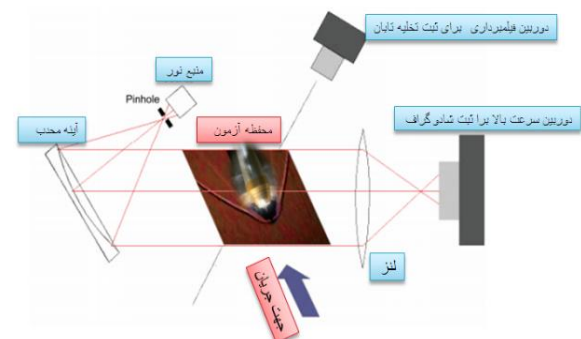 دوربین فیلمبرداری برای ثبت تخلیه تابان
منبع نور
Pinhole
آینه محدب
محفظه آزمون
دوربین سرعت بالا برا ثبت شادوگراف
لنز
جهت جریان